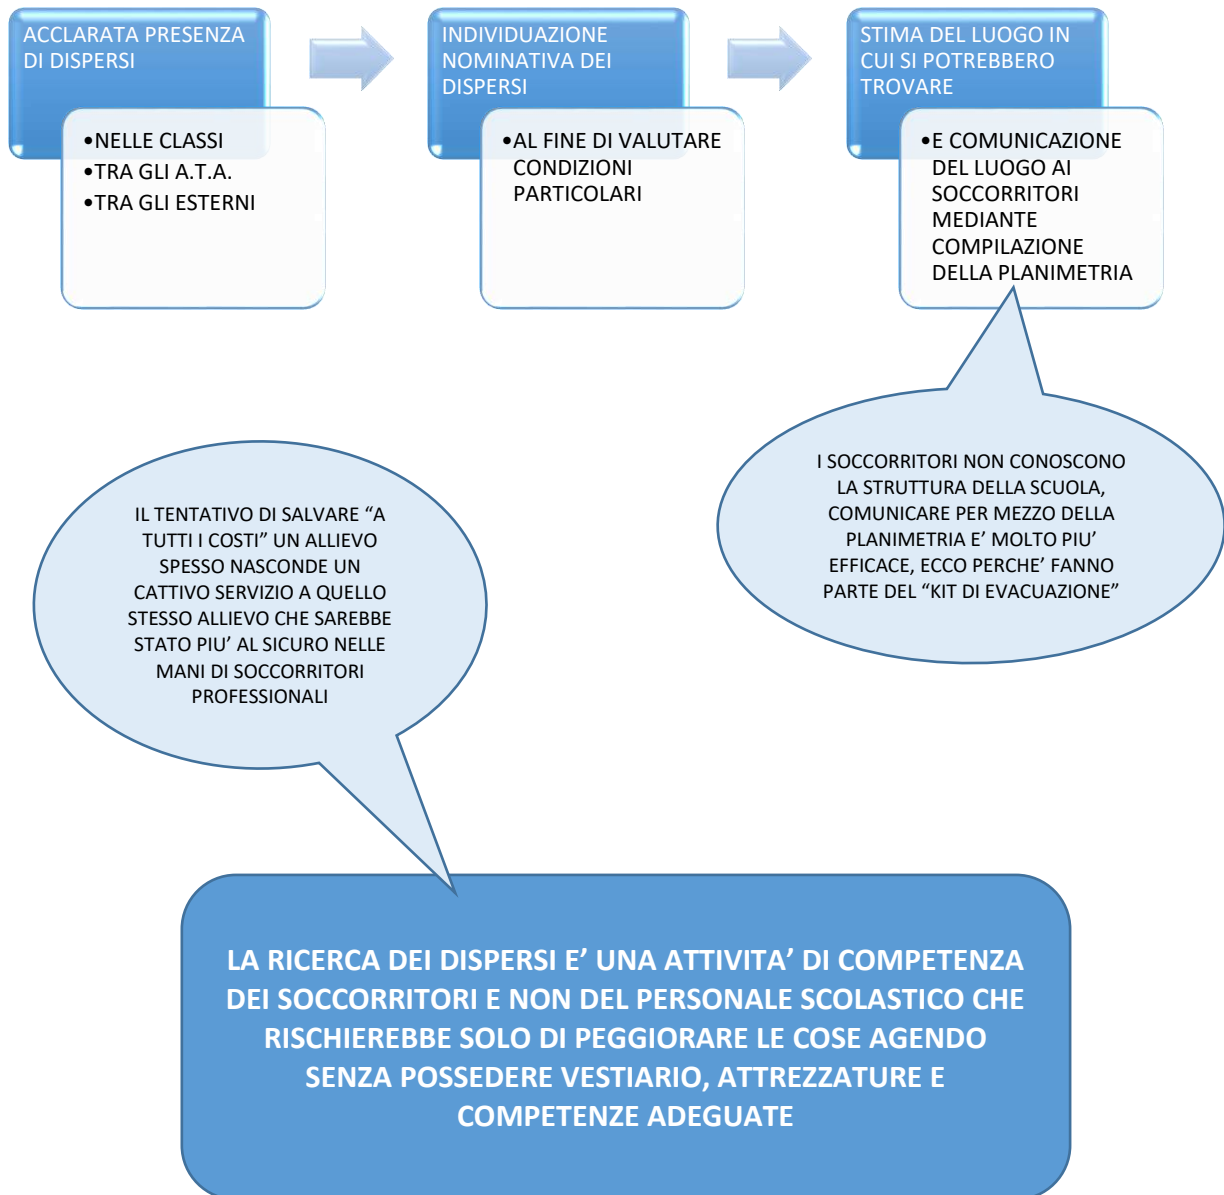 ACCLARATA PRESENZA
DI DISPERSI
•NELLE CLASSI
•TRA GLI A.T.A.
•TRA GLI ESTERNI
INDIVIDUAZIONE
NOMINATIVA DEI
DISPERSI
•AL FINE DI VALUTARE
CONDIZIONI
PARTICOLARI
STIMA DEL LUOGO IN
CUI SI POTREBBERO
TROVARE
•E COMUNICAZIONE
DEL LUOGO AI
SOCCORRITORI
MEDIANTE
COMPILAZIONE
DELLA PLANIMETRIA
I SOCCORRITORI NON CONOSCONO
LA STRUTTURA DELLA SCUOLA,
COMUNICARE PER MEZZO DELLA
PLANIMETRIA E’ MOLTO PIU’
EFFICACE, ECCO PERCHE’ FANNO
PARTE DEL “KIT DI EVACUAZIONE”
IL TENTATIVO DI SALVARE “A
TUTTI I COSTI” UN ALLIEVO
SPESSO NASCONDE UN
CATTIVO SERVIZIO A QUELLO
STESSO ALLIEVO CHE SAREBBE
STATO PIU’ AL SICURO NELLE
MANI DI SOCCORRITORI
PROFESSIONALI
LA RICERCA DEI DISPERSI E’ UNA ATTIVITA’ DI COMPETENZA
DEI SOCCORRITORI E NON DEL PERSONALE SCOLASTICO CHE
RISCHIEREBBE SOLO DI PEGGIORARE LE COSE AGENDO
SENZA POSSEDERE VESTIARIO, ATTREZZATURE E
COMPETENZE ADEGUATE